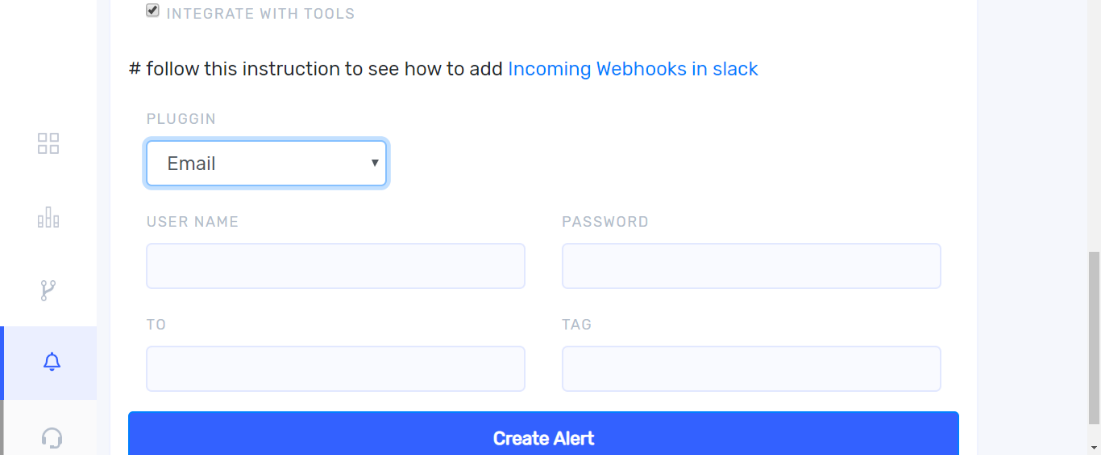 INTEGRATE WITH TOOLS
# follow this instruction to see how to add Incoming Webhooks in slack
PLUGGIN
Email
USER NAME
PASSWORD
TO
TAG
Create Alert